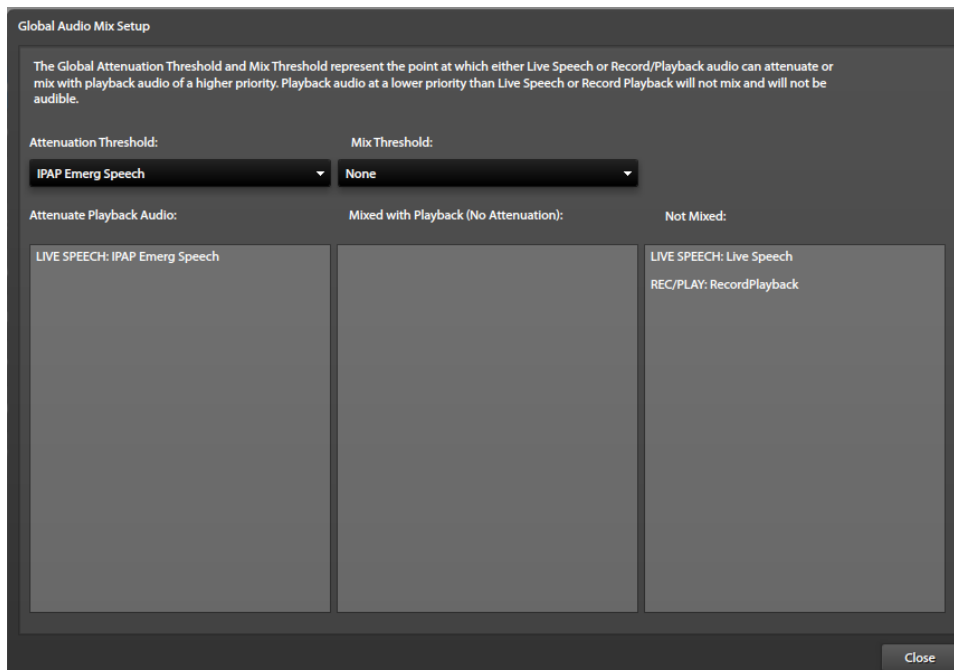 Global Audio Mix Setup
The Global Attenuation Threshold and Mix Threshold represent the point at which either Live Speech or Record/Playback audio can attenuate or
mix with playback audio of a higher priority. Playback audio at a lower priority than Live Speech or Record Playback will not mix and will not be
audible.
Attenuation Threshold: Mix Threshold:
IPAP Emerg Speech None
Attenuate Playback Audio: Mixed with Playback (No Attenuation): Not Mixed:
LIVE SPEECH: IPAP Emerg Speech LIVE SPEECH: Live Speech
REC/PLAY: RecordPlayback
Close